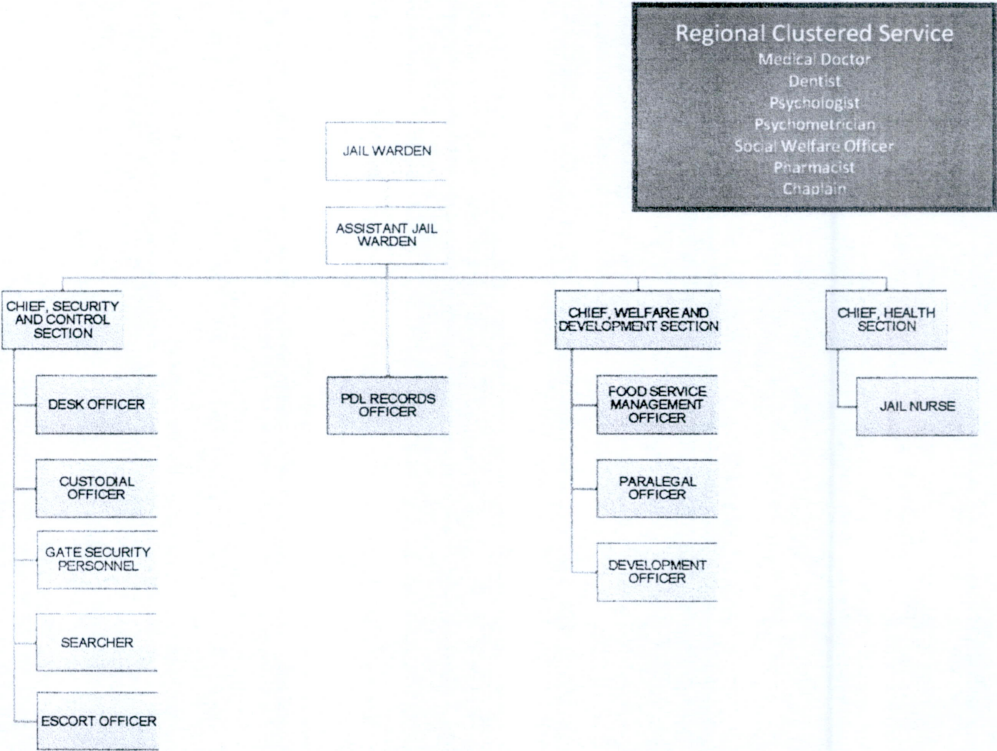 Regional Clustered Service
Medical Doctor
Dentist
Psychologist
Psychometrician
Social Welfare Officer
Pharmacist
Chaplain
JAIL WARDEN
ASSISTANT JAIL
WARDEN
CHIEF, SECURITY
AND CONTROL
SECTION
DESK OFFICER
CUSTODIAL
OFFICER
GATE SECURITY
PERSONNEL
SEARCHER
ESCORT OFFICER
PDL RECORDS
OFFICER
CHIEF, WELFARE AND
DEVELOPMENT SECTION
FOOD SERVICE
MANAGEMENT
OFFICER
PARALEGAL
OFFICER
DEVELOPMENT
OFFICER
CHIEF, HEALTH
SECTION
JAIL NURSE